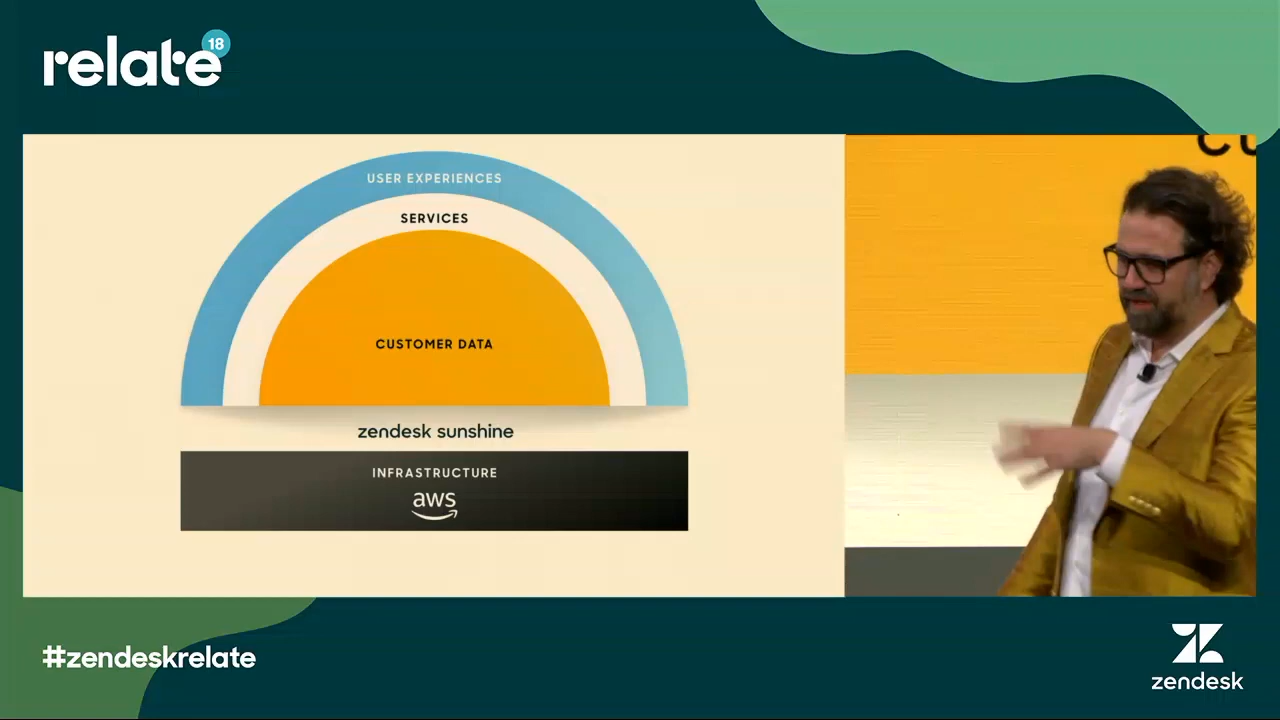 relate 18
USER EXPERIENCES
SERVICES
CUSTOMER DATA
zendesk sunshine
INFRASTRUCTURE
aws
#zendeskrelate
zendesk